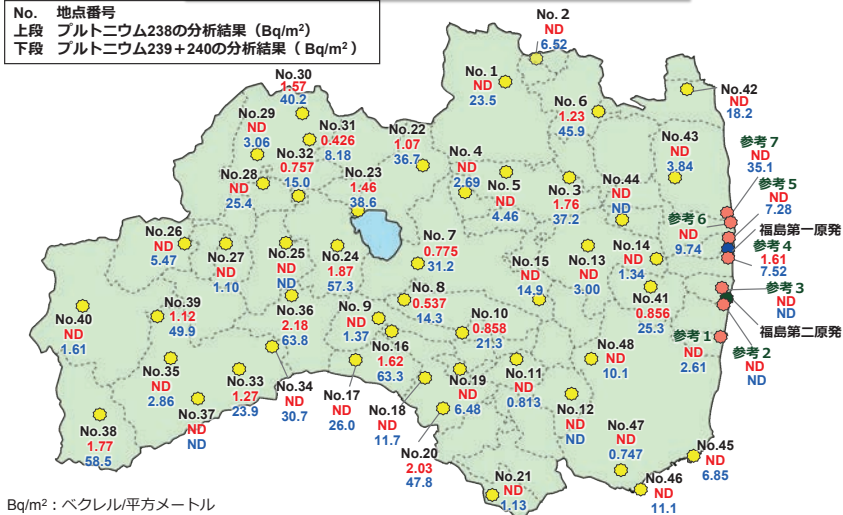 No. 地点番号
上段 プルトニウム238の分析結果（Bq/m²）
下段 プルトニウム239＋240の分析結果（ Bq/m² ）
No. 2
ND
6.52
No. 1
ND
23.5
No.30
1.57
40.2
No.42
ND
18.2
No. 6
1.23
45.9
No.29
ND
3.06
No.31
0.426
8.18
No.22
1.07
36.7
No.43
ND
3.84
参考７
ND
35.1
No.32
0.757
15.0
No. 4
ND
2.69
No.23
1.46
38.6
No.28
ND
25.4
No. 5
ND
4.46
No. 3
1.76
37.2
No.44
ND
ND
参考５
ND
7.28
参考６
ND
9.74
福島第一原発
参考４
1.61
7.52
No.26
ND
5.47
No.27
ND
1.10
No.25
ND
ND
No.24
1.87
57.3
No. 7
0.775
31.2
No.15
ND
14.9
No.13
ND
3.00
No.14
ND
1.34
No. 8
0.537
14.3
No.41
0.856
25.3
参考３
ND
ND
福島第二原発
No.40
ND
1.61
No.39
1.12
49.9
No.36
2.18
63.8
No. 9
ND
1.37
No.10
0.858
21.3
参考１
ND
2.61
参考２
ND
ND
No.16
1.62
63.3
No.35
ND
2.86
No.33
1.27
23.9
No.34
ND
30.7
No.17
ND
26.0
No.18
ND
11.7
No.19
ND
6.48
No.11
ND
0.813
No.48
ND
10.1
No.37
ND
ND
No.12
ND
ND
No.38
1.77
58.5
No.20
2.03
47.8
No.47
ND
0.747
No.45
ND
6.85
No.21
ND
1.13
No.46
ND
11.1
Bq/m²：ベクレル/平方メートル